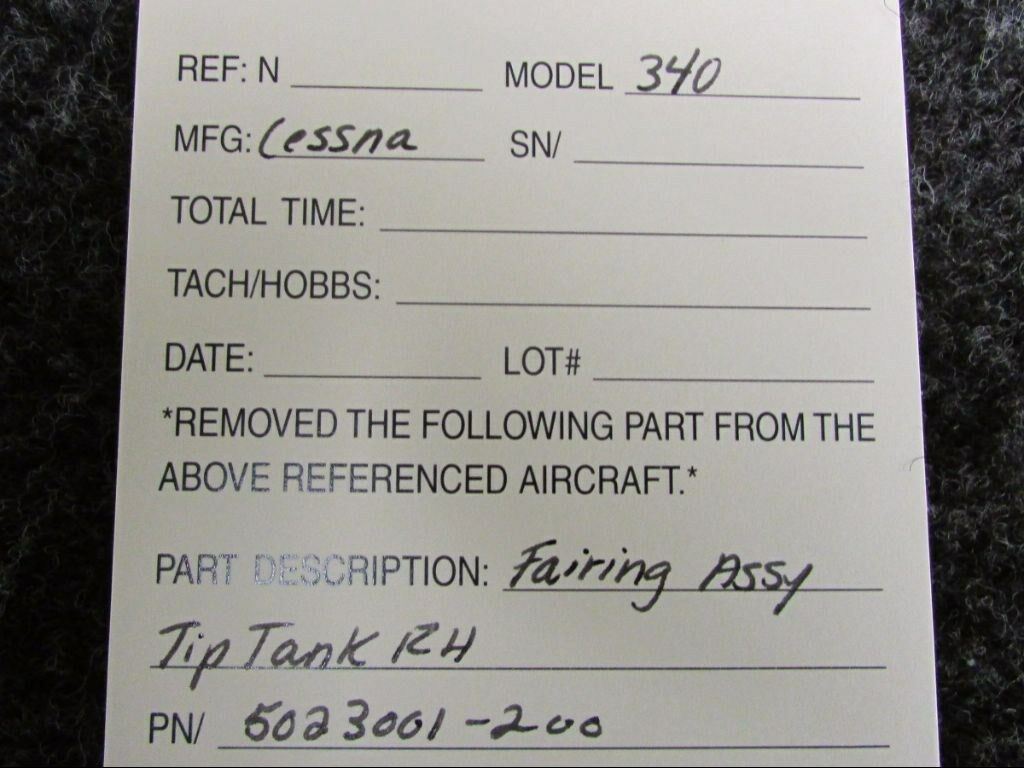 REF: N MODEL 340
MFG: Cessna SN/
TOTAL TIME:
TACH/HOBBS:
DATE: LOT#
*REMOVED THE FOLLOWING PART FROM THE
ABOVE REFERENCED AIRCRAFT.*
PART DESCRIPTION: Fairing Assy
Tip Tank RH
PN/ 5023001-200